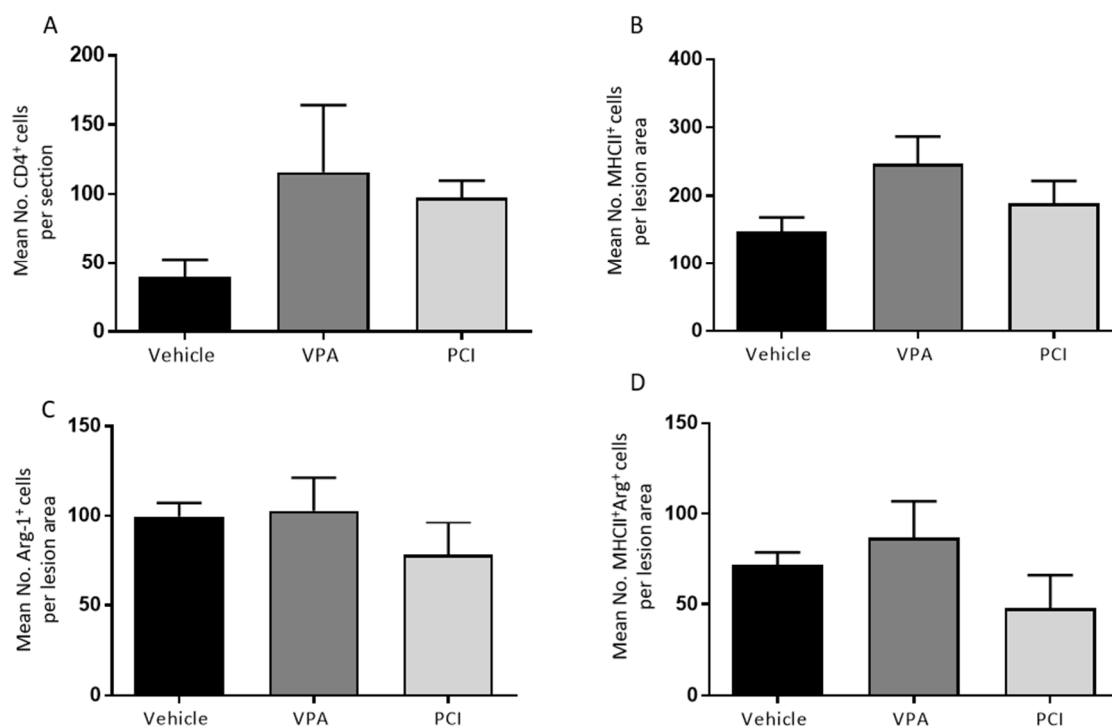 A
Mean No. CD4⁺ cells
per section
200
150
100
50
0
Vehicle VPA PCI
B
Mean No. MHCII⁺ cells
per lesion area
400
300
200
100
0
Vehicle VPA PCI
C
Mean No. Arg-1⁺ cells
per lesion area
150
100
50
0
Vehicle VPA PCI
D
Mean No. MHCII⁺Arg⁺ cells
per lesion area
150
100
50
0
Vehicle VPA PCI